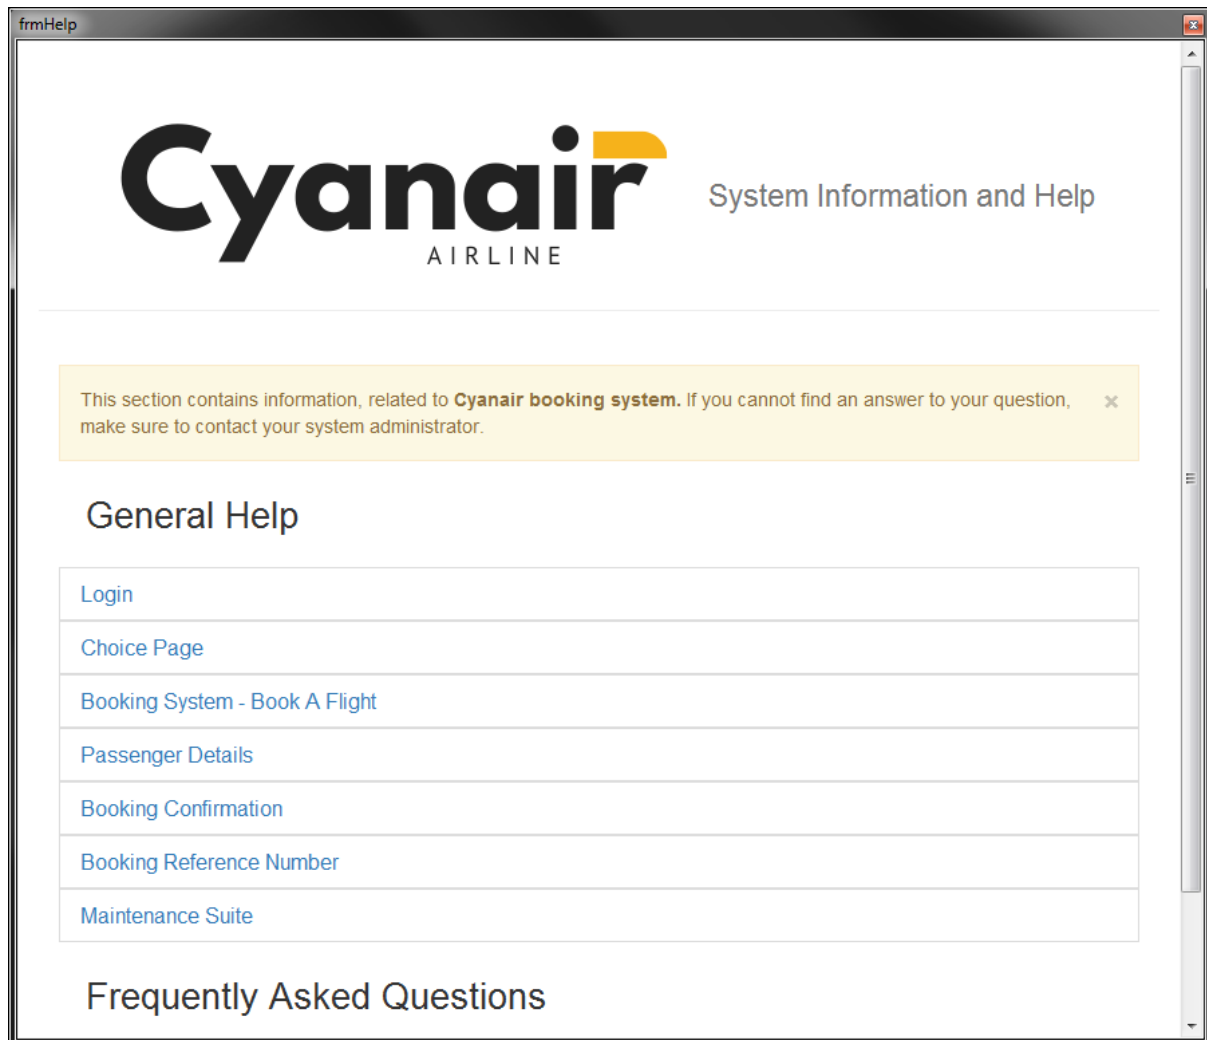 frmHelp
Cyanair
AIRLINE
System Information and Help
This section contains information, related to Cyanair booking system. If you cannot find an answer to your question,
make sure to contact your system administrator.
×
General Help
Login
Choice Page
Booking System - Book A Flight
Passenger Details
Booking Confirmation
Booking Reference Number
Maintenance Suite
Frequently Asked Questions